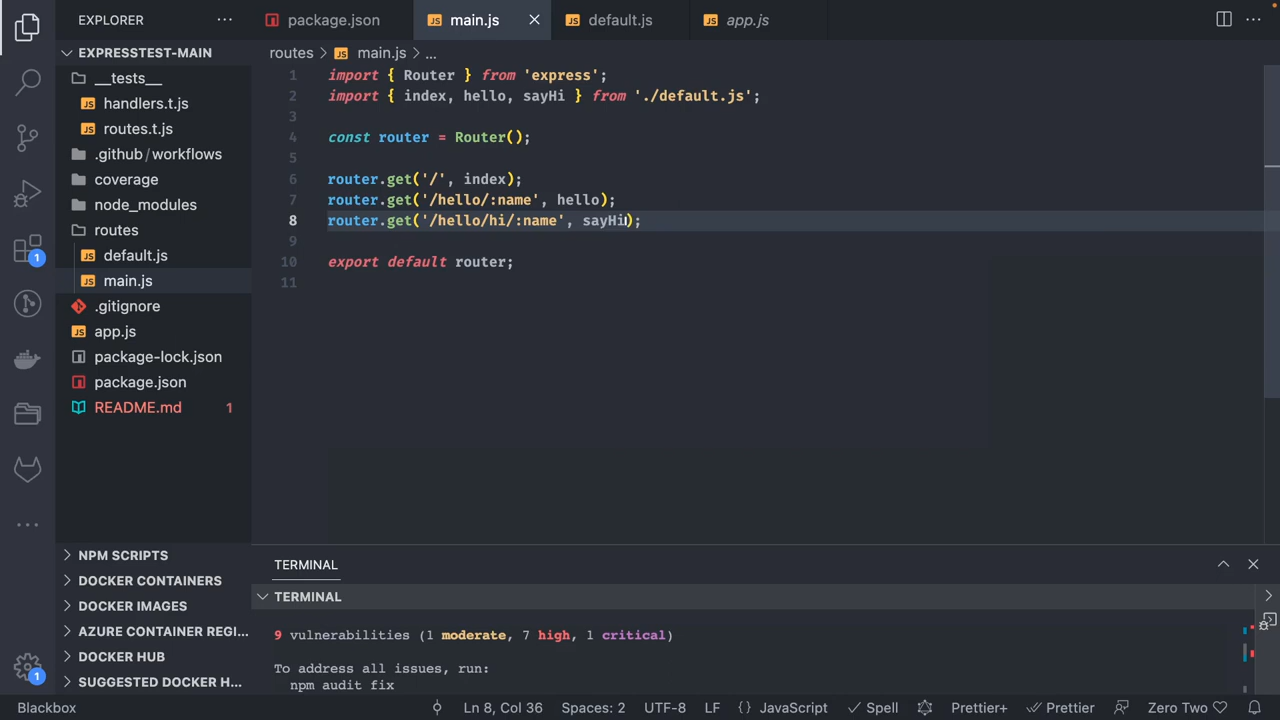 EXPLORER
package.json
main.js
default.js
app.js
EXPRESSTEST-MAIN
__tests__
handlers.t.js
routes.t.js
.github/workflows
coverage
node_modules
routes
default.js
main.js
.gitignore
app.js
package-lock.json
package.json
README.md 1
NPM SCRIPTS
DOCKER CONTAINERS
DOCKER IMAGES
AZURE CONTAINER REGI...
DOCKER HUB
SUGGESTED DOCKER H...
1
1
routes > main.js > ...
1 import { Router } from 'express';
2 import { index, hello, sayHi } from './default.js';
3
4 const router = Router();
5
6 router.get('/', index);
7 router.get('/hello/:name', hello);
8 router.get('/hello/hi/:name', sayHi);
9
10 export default router;
11
TERMINAL
TERMINAL
9 vulnerabilities (1 moderate, 7 high, 1 critical)
To address all issues, run:
npm audit fix
Blackbox
Ln 8, Col 36
Spaces: 2
UTF-8
LF
{} JavaScript
Spell
Prettier+
Prettier
Zero Two